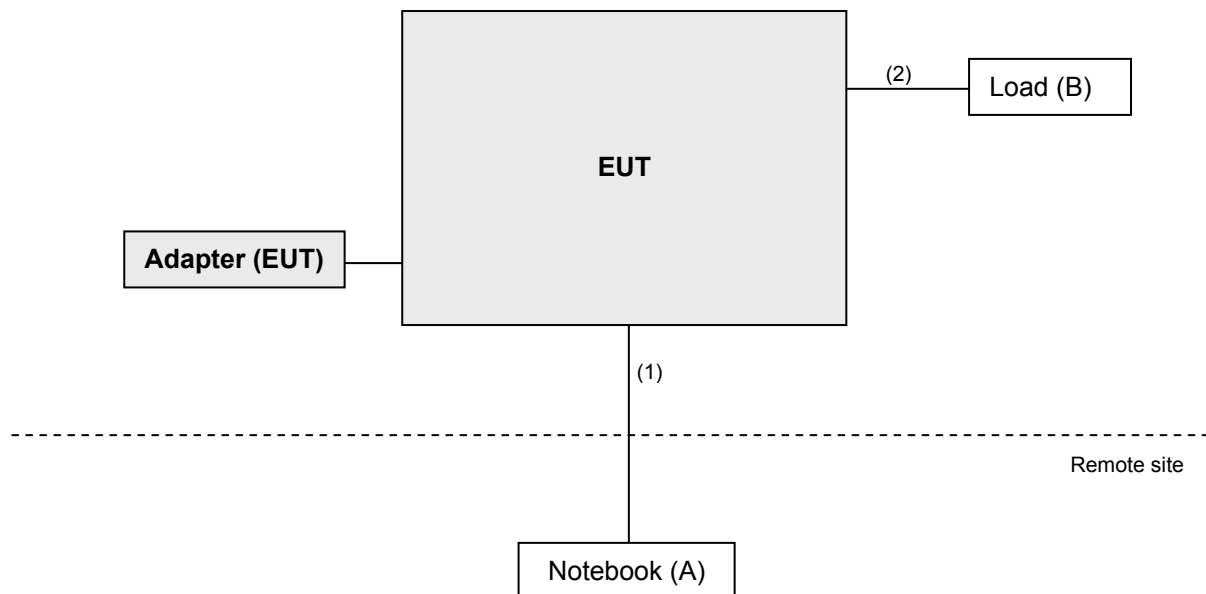 (2)
Load (B)
EUT
Adapter (EUT)
(1)
Remote site
Notebook (A)